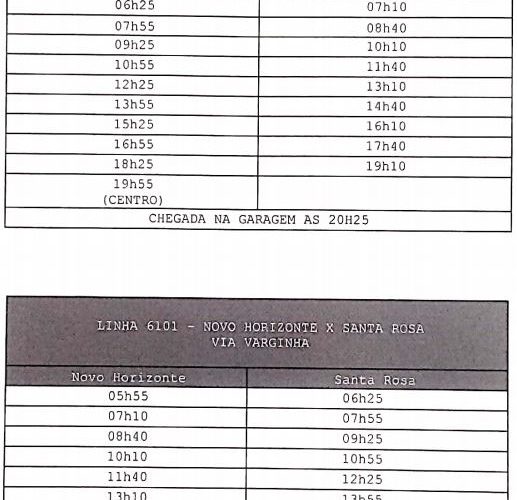 06h25 07h10
07h55 08h40
09h25 10h10
10h55 11h40
12h25 13h10
13h55 14h40
15h25 16h10
16h55 17h40
18h25 19h10
19h55
(CENTRO)
CHEGADA NA GARAGEM AS 20H25
LINHA 6101 - NOVO HORIZONTE X SANTA ROSA
VIA VARGINHA
Novo Horizonte Santa Rosa
05h55 06h25
07h10 07h55
08h40 09h25
10h10 10h55
11h40 12h25
13h10 13h55